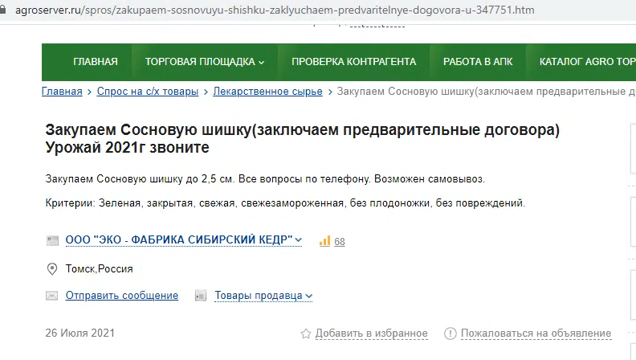 agroserver.ru/spros/zakupaem-sosnovuyu-shishku-zaklyuchaem-predvaritelnye-dogovora-u-347751.htm
ГЛАВНАЯ ТОРГОВАЯ ПЛОЩАДКА ПРОВЕРКА КОНТРАГЕНТА РАБОТА В АПК КАТАЛОГ AGRO TOP
Главная > Спрос на с/х товары > Лекарственное сырье > Закупаем Сосновую шишку(заключаем предварительные д
Закупаем Сосновую шишку(заключаем предварительные договора)
Урожай 2021г звоните
Закупаем Сосновую шишку до 2,5 см. Все вопросы по телефону. Возможен самовывоз.
Критерии: Зеленая, закрытая, свежая, свежезамороженная, без плодоножки, без повреждений.
ООО "ЭКО - ФАБРИКА СИБИРСКИЙ КЕДР" 68
Томск,Россия
Отправить сообщение Товары продавца
26 Июля 2021 Добавить в избранное Пожаловаться на объявление